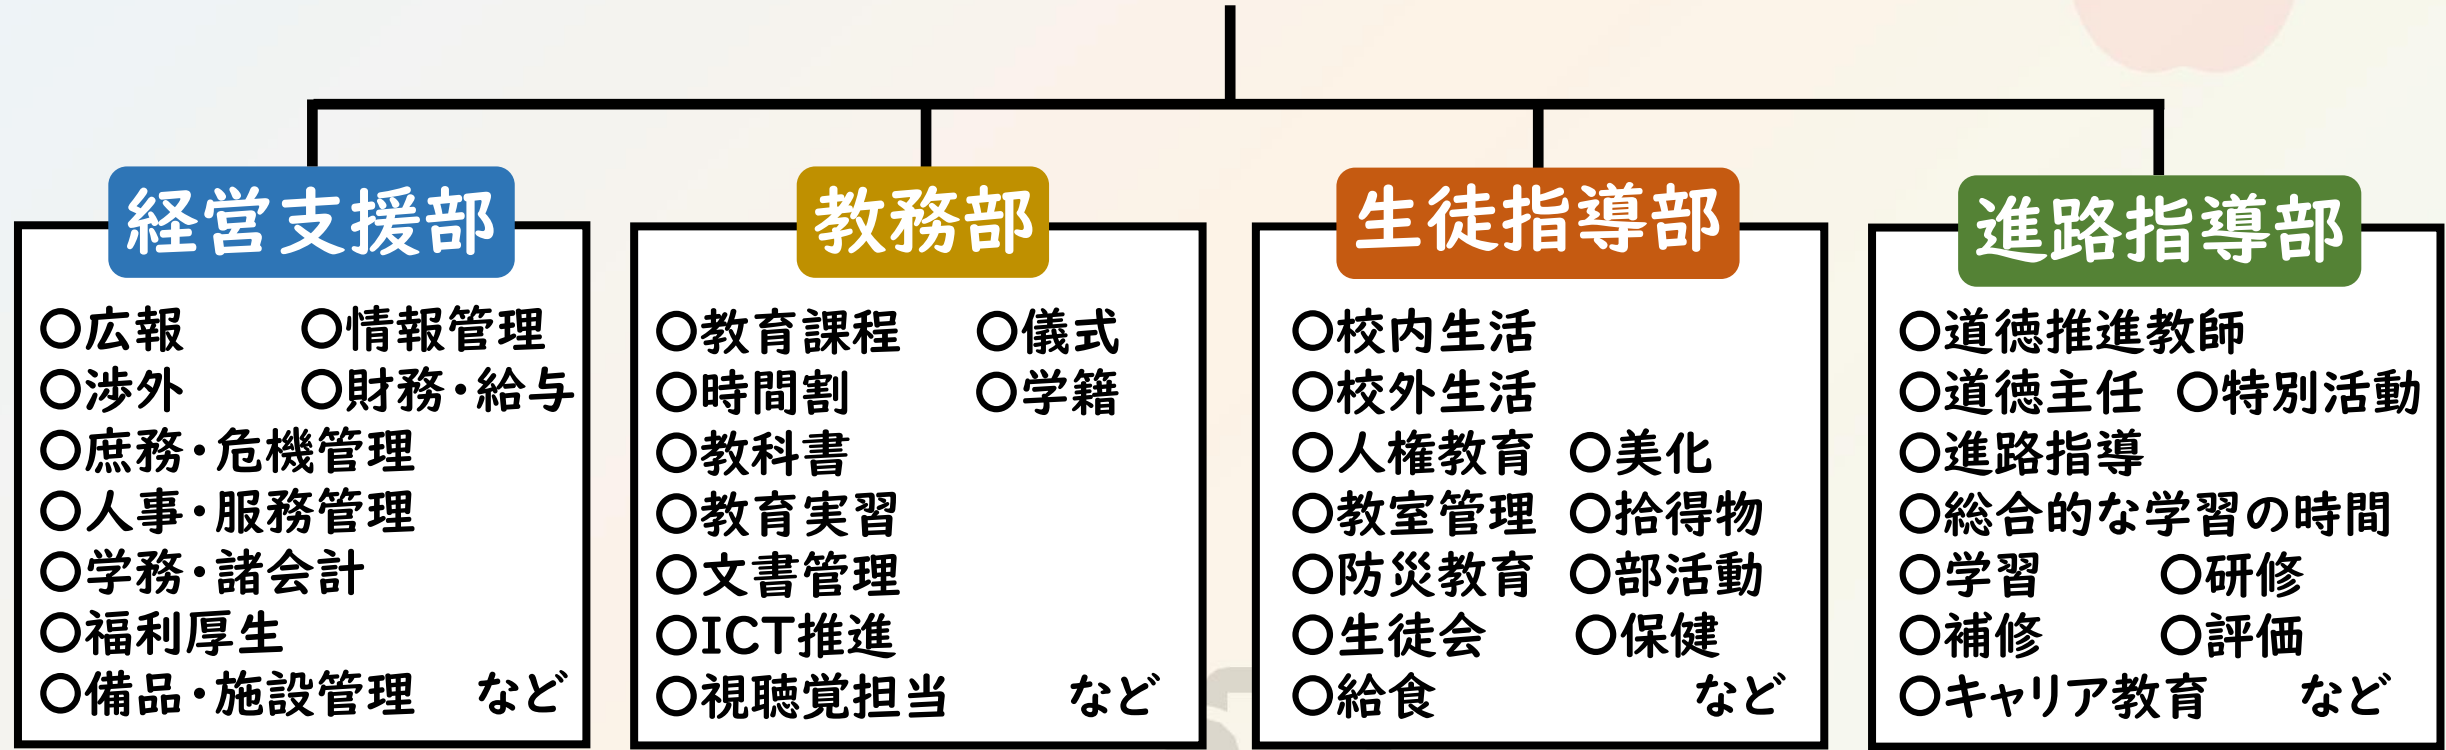 経営支援部
○広報 ○情報管理
○渉外 ○財務・給与
○庶務・危機管理
○人事・服務管理
○学務・諸会計
○福利厚生
○備品・施設管理 など
教務部
○教育課程 ○儀式
○時間割 ○学籍
○教科書
○教育実習
○文書管理
○ICT推進
○視聴覚担当 など
生徒指導部
○校内生活
○校外生活
○人権教育 ○美化
○教室管理 ○拾得物
○防災教育 ○部活動
○生徒会 ○保健
○給食 など
進路指導部
○道徳推進教師
○道徳主任 ○特別活動
○進路指導
○総合的な学習の時間
○学習 ○研修
○補修 ○評価
○キャリア教育 など